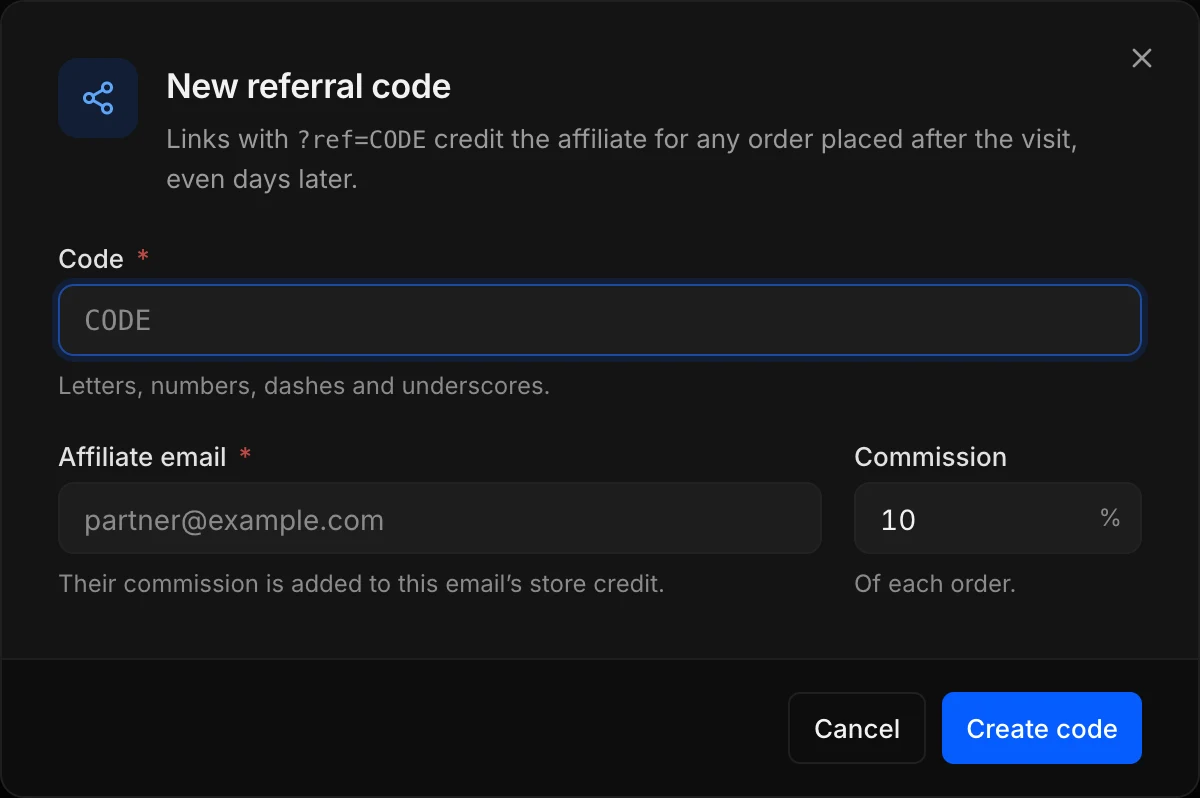 New referral code
Links with ?ref=CODE credit the affiliate for any order placed after the visit,
even days later.
Code *
CODE
Letters, numbers, dashes and underscores.
Affiliate email *
Commission
partner@example.com
10 %
Their commission is added to this email’s store credit.
Of each order.
Cancel
Create code